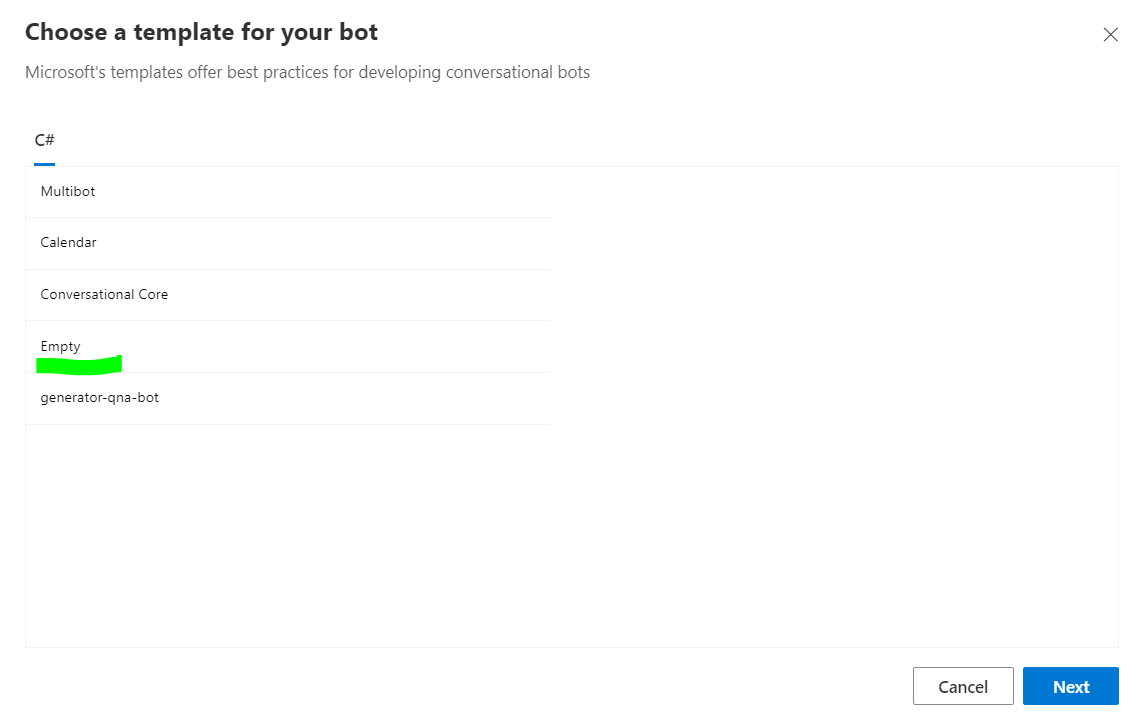 Choose a template for your bot
Microsoft's templates offer best practices for developing conversational bots
C#
Multibot
Calendar
Conversational Core
Empty
generator-qna-bot
Cancel
Next